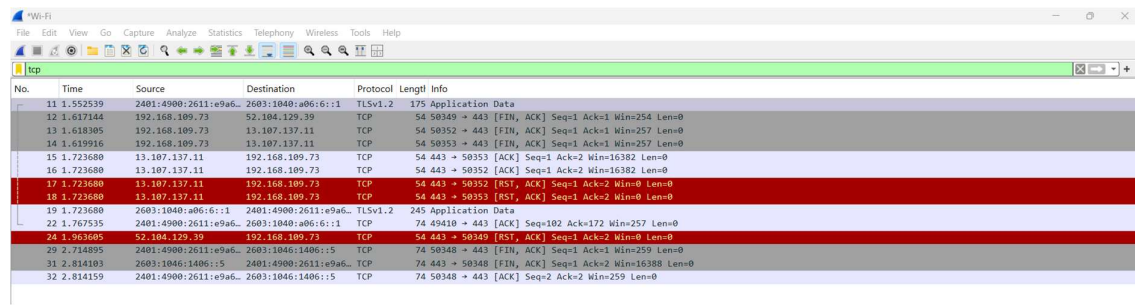 *Wi-Fi
File Edit View Go Capture Analyze Statistics Telephony Wireless Tools Help
tcp
No. Time Source Destination Protocol Lengtl Info
11 1.552539 2401:4900:2611:e9a6… 2603:1040:a06:6::1 TLSv1.2 175 Application Data
12 1.617144 192.168.109.73 52.104.129.39 TCP 54 50349 → 443 [FIN, ACK] Seq=1 Ack=1 Win=254 Len=0
13 1.618305 192.168.109.73 13.107.137.11 TCP 54 50352 → 443 [FIN, ACK] Seq=1 Ack=1 Win=257 Len=0
14 1.619916 192.168.109.73 13.107.137.11 TCP 54 50353 → 443 [FIN, ACK] Seq=1 Ack=1 Win=257 Len=0
15 1.723680 13.107.137.11 192.168.109.73 TCP 54 443 → 50353 [ACK] Seq=1 Ack=2 Win=16382 Len=0
16 1.723680 13.107.137.11 192.168.109.73 TCP 54 443 → 50352 [ACK] Seq=1 Ack=2 Win=16382 Len=0
17 1.723680 13.107.137.11 192.168.109.73 TCP 54 443 → 50352 [RST, ACK] Seq=1 Ack=2 Win=0 Len=0
18 1.723680 13.107.137.11 192.168.109.73 TCP 54 443 → 50353 [RST, ACK] Seq=1 Ack=2 Win=0 Len=0
19 1.723680 2603:1040:a06:6::1 2401:4900:2611:e9a6… TLSv1.2 245 Application Data
22 1.767535 2401:4900:2611:e9a6… 2603:1040:a06:6::1 TCP 74 49410 → 443 [ACK] Seq=102 Ack=172 Win=257 Len=0
24 1.963605 52.104.129.39 192.168.109.73 TCP 54 443 → 50349 [RST, ACK] Seq=1 Ack=2 Win=0 Len=0
29 2.714895 2401:4900:2611:e9a6… 2603:1046:1406::5 TCP 74 50348 → 443 [FIN, ACK] Seq=1 Ack=1 Win=259 Len=0
31 2.814103 2603:1046:1406::5 2401:4900:2611:e9a6… TCP 74 443 → 50348 [FIN, ACK] Seq=1 Ack=2 Win=16388 Len=0
32 2.814159 2401:4900:2611:e9a6… 2603:1046:1406::5 TCP 74 50348 → 443 [ACK] Seq=2 Ack=2 Win=259 Len=0